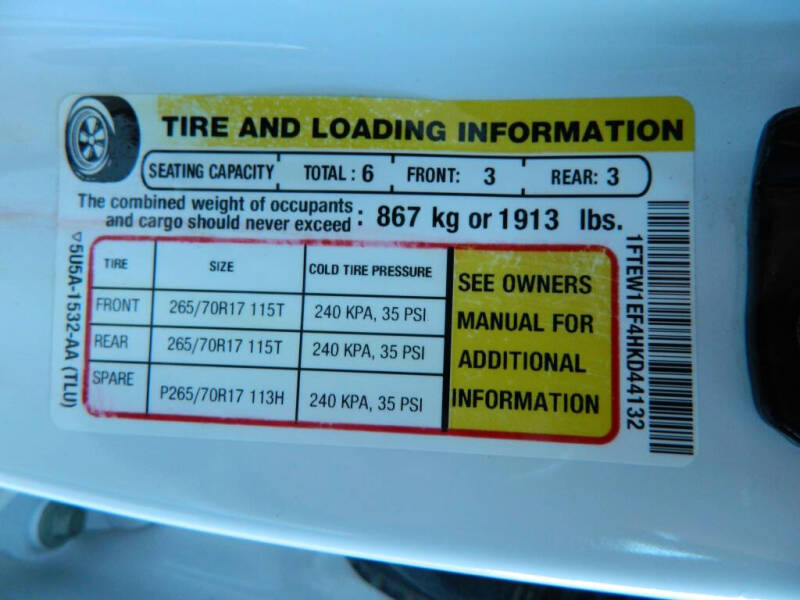 TIRE AND LOADING INFORMATION
SEATING CAPACITY TOTAL : 6 FRONT: 3 REAR: 3
The combined weight of occupants
and cargo should never exceed : 867 kg or 1913 lbs.
TIRE SIZE COLD TIRE PRESSURE
FRONT 265/70R17 115T 240 KPA, 35 PSI
REAR 265/70R17 115T 240 KPA, 35 PSI
SPARE P265/70R17 113H 240 KPA, 35 PSI
SEE OWNERS
MANUAL FOR
ADDITIONAL
INFORMATION
5U5A-1532-AA (TLU)
1FTEW1EF4HKD44132